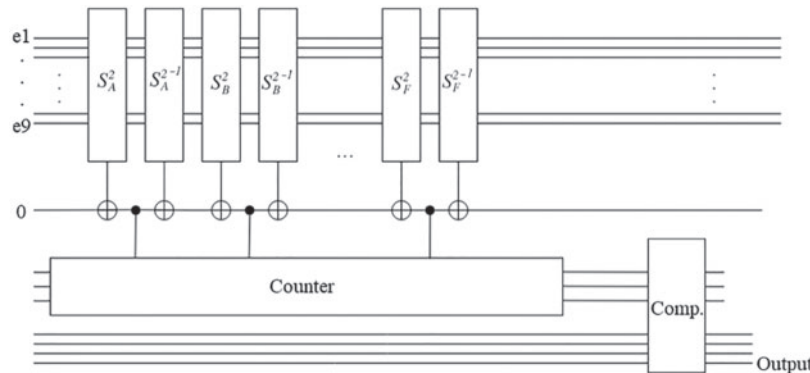 e1
S_A^2 S_A^{2-1} S_B^2 S_B^{2-1} S_F^2 S_F^{2-1}
e9
...
0
Counter
Comp.
Output